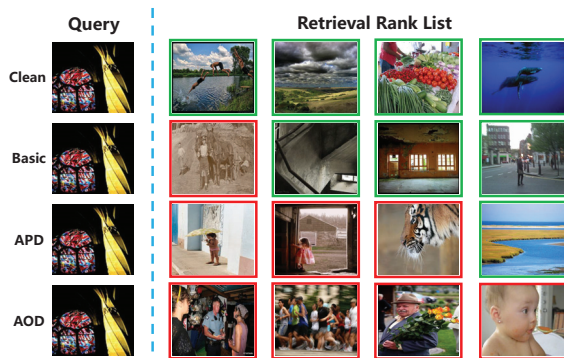 Query
Retrieval Rank List
Clean
Basic
APD
AOD